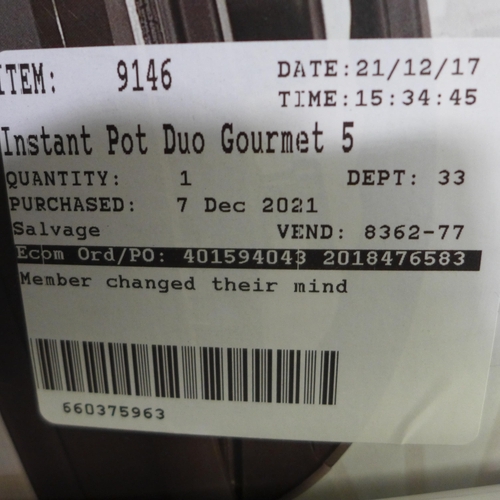 ITEM: 9146 DATE:21/12/17
TIME:15:34:45
Instant Pot Duo Gourmet 5
QUANTITY: 1 DEPT: 33
PURCHASED: 7 Dec 2021
Salvage VEND: 8362-77
Ecom Ord/PO: 401594043 2018476583
Member changed their mind
660375963